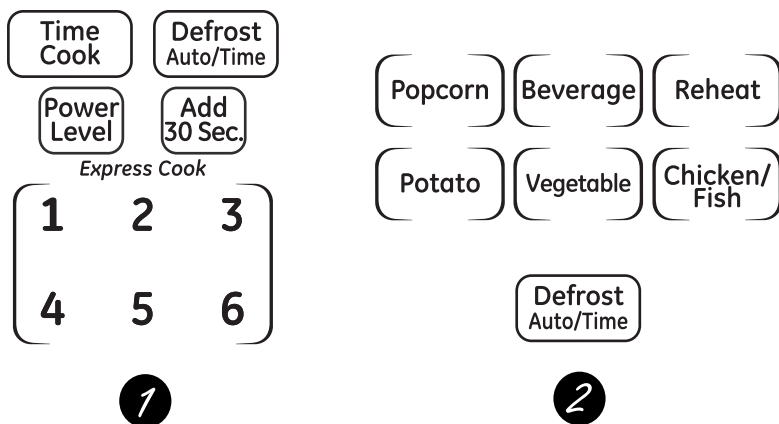 Time
Cook
Defrost
Auto/Time
Power
Level
Add
30 Sec.
Express Cook
1 2 3
4 5 6
1
Popcorn
Beverage
Reheat
Potato
Vegetable
Chicken/
Fish
Defrost
Auto/Time
2